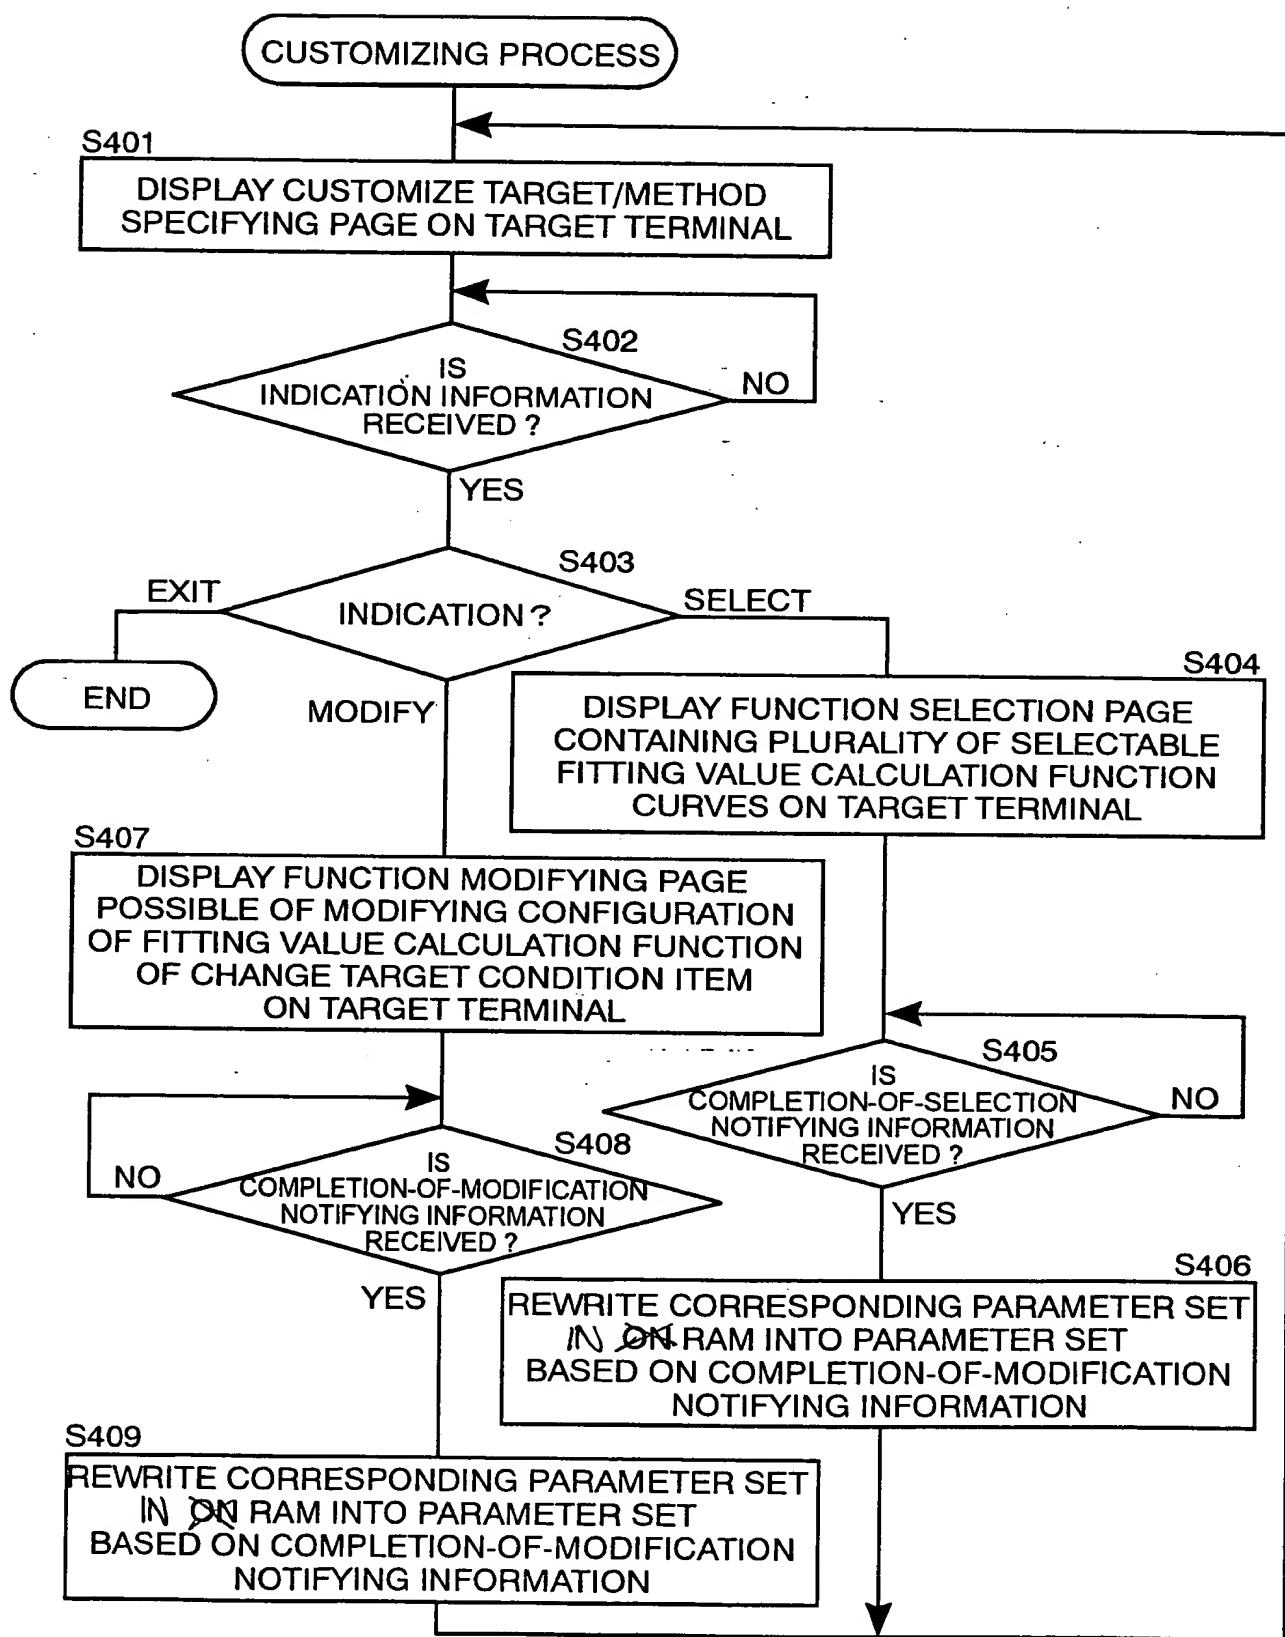 CUSTOMIZING PROCESS
S401
DISPLAY CUSTOMIZE TARGET/METHOD
SPECIFYING PAGE ON TARGET TERMINAL
S402
IS
INDICATION INFORMATION
RECEIVED ?
NO
YES
S403
EXIT
INDICATION ?
SELECT
END
MODIFY
S404
DISPLAY FUNCTION SELECTION PAGE
CONTAINING PLURALITY OF SELECTABLE
FITTING VALUE CALCULATION FUNCTION
CURVES ON TARGET TERMINAL
S407
DISPLAY FUNCTION MODIFYING PAGE
POSSIBLE OF MODIFYING CONFIGURATION
OF FITTING VALUE CALCULATION FUNCTION
OF CHANGE TARGET CONDITION ITEM
ON TARGET TERMINAL
S405
IS
COMPLETION-OF-SELECTION
NOTIFYING INFORMATION
RECEIVED ?
NO
YES
S408
IS
COMPLETION-OF-MODIFICATION
NOTIFYING INFORMATION
RECEIVED ?
NO
YES
S406
REWRITE CORRESPONDING PARAMETER SET
IN ON RAM INTO PARAMETER SET
BASED ON COMPLETION-OF-MODIFICATION
NOTIFYING INFORMATION
S409
REWRITE CORRESPONDING PARAMETER SET
IN ON RAM INTO PARAMETER SET
BASED ON COMPLETION-OF-MODIFICATION
NOTIFYING INFORMATION